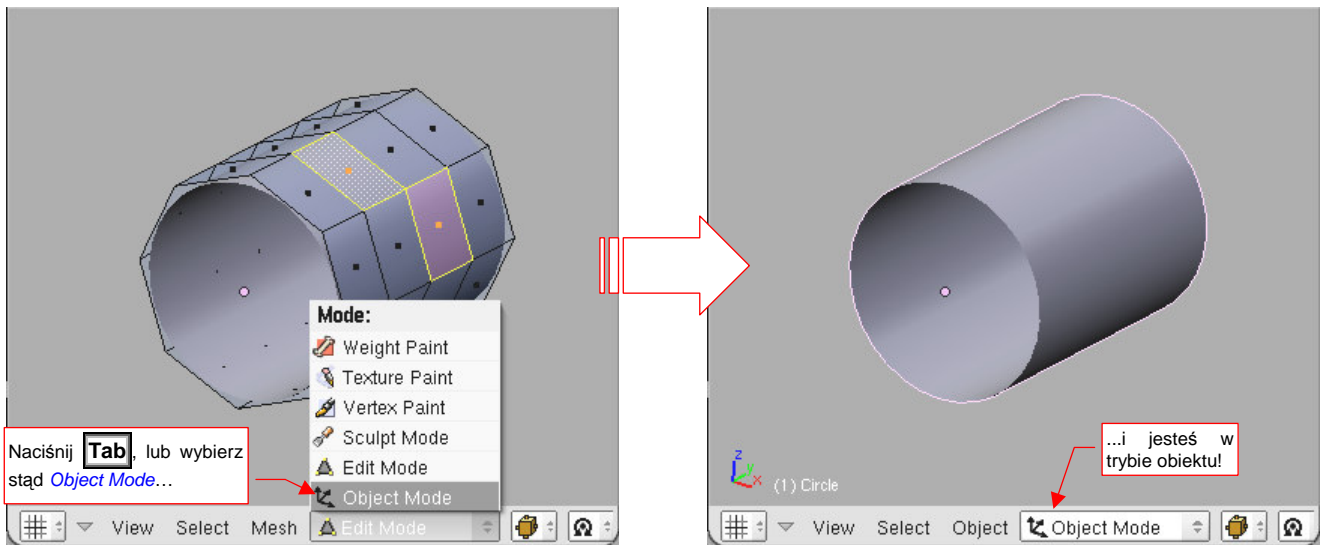 Mode:
Weight Paint
Texture Paint
Vertex Paint
Sculpt Mode
Edit Mode
Object Mode
Naciśnij Tab, lub wybierz
stąd Object Mode…
View Select Mesh Edit Mode
...i jesteś w
trybie obiektu!
z
y
x
(1) Circle
View Select Object Object Mode